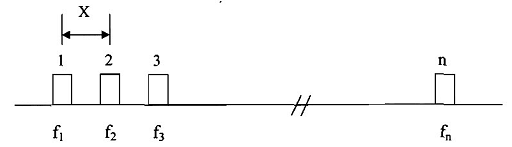 X
1 2 3 n
f₁ f₂ f₃ fₙ